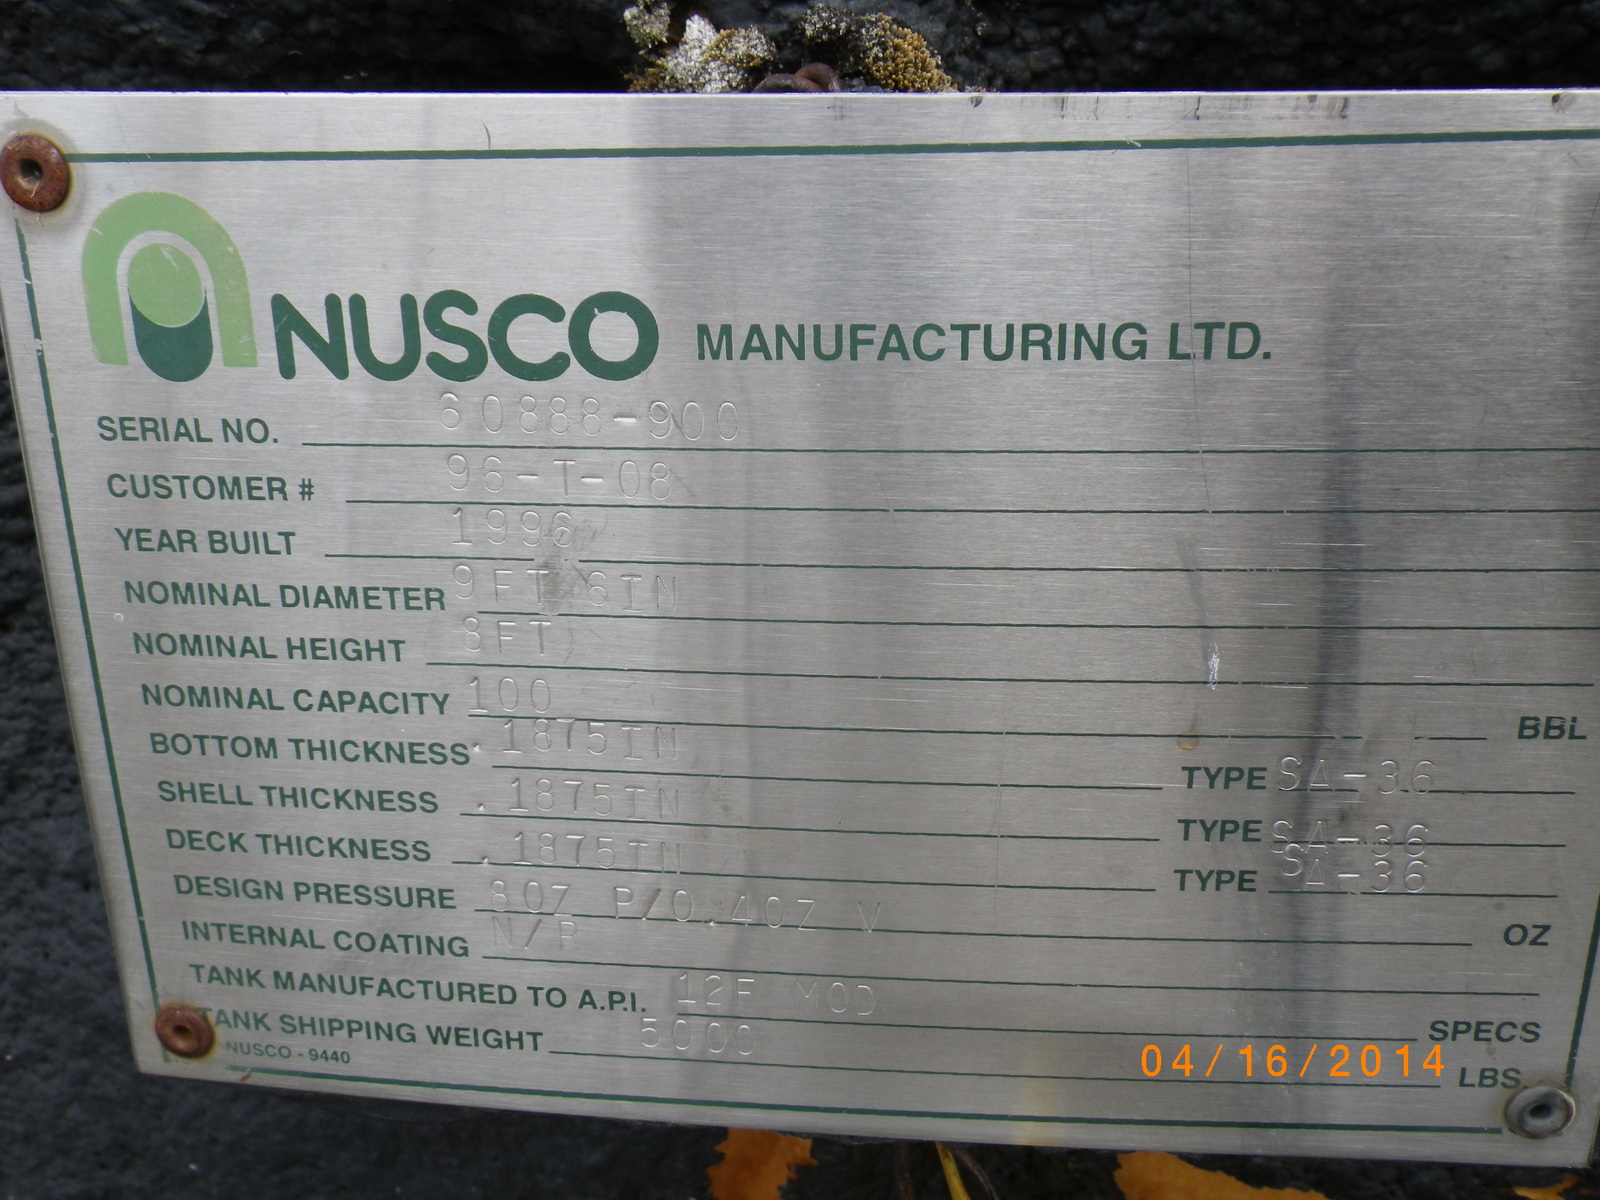 NUSCO MANUFACTURING LTD.
SERIAL NO. 60888-900
CUSTOMER # 96-T-08
YEAR BUILT 1996
NOMINAL DIAMETER 9FT 6IN
NOMINAL HEIGHT 8FT
NOMINAL CAPACITY 100 BBL
BOTTOM THICKNESS .1875IN TYPE SA-36
SHELL THICKNESS .1875IN TYPE SA-36
DECK THICKNESS .1875IN TYPE SA-36
DESIGN PRESSURE 8OZ P/0.4OZ V OZ
INTERNAL COATING N/R
TANK MANUFACTURED TO A.P.I. 12F MOD SPECS
TANK SHIPPING WEIGHT 5000 LBS.
NUSCO - 9440
04/16/2014